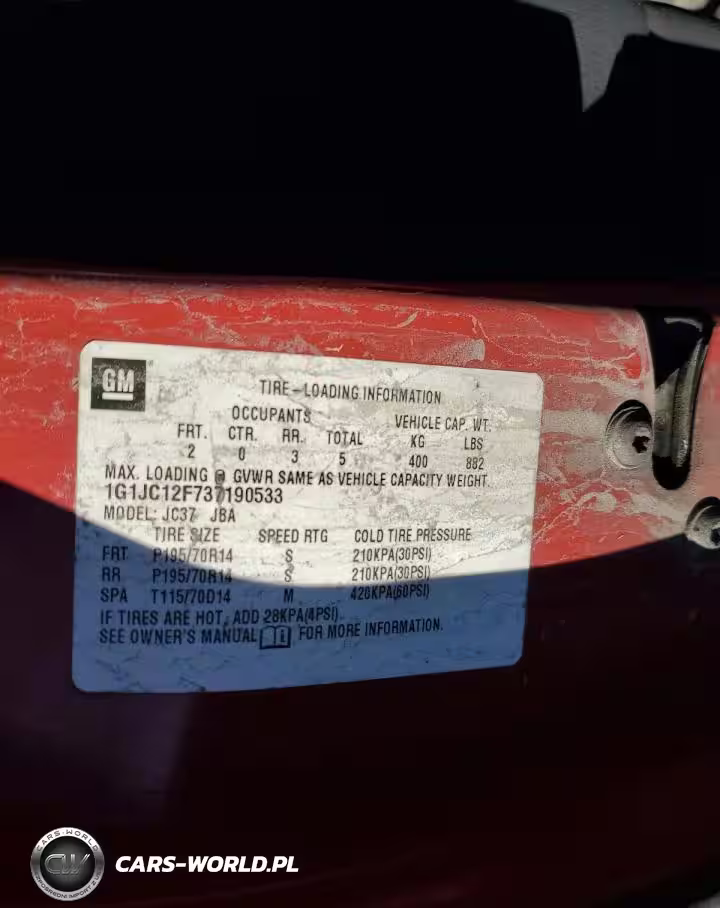 GM
TIRE-LOADING INFORMATION
OCCUPANTS VEHICLE CAP. WT.
FRT. CTR. RR. TOTAL KG LBS
2 0 3 5 400 882
MAX. LOADING @ GVWR SAME AS VEHICLE CAPACITY WEIGHT
1G1JC12F737190533
MODEL: JC37 JBA
TIRE SIZE SPEED RTG COLD TIRE PRESSURE
FRT P195/70R14 S 210KPA(30PSI)
RR P195/70R14 S 210KPA(30PSI)
SPA T115/70D14 M 420KPA(60PSI)
IF TIRES ARE HOT, ADD 28KPA(4PSI)
SEE OWNER'S MANUAL FOR MORE INFORMATION.
CARS-WORLD
CW
CARS-WORLD.PL